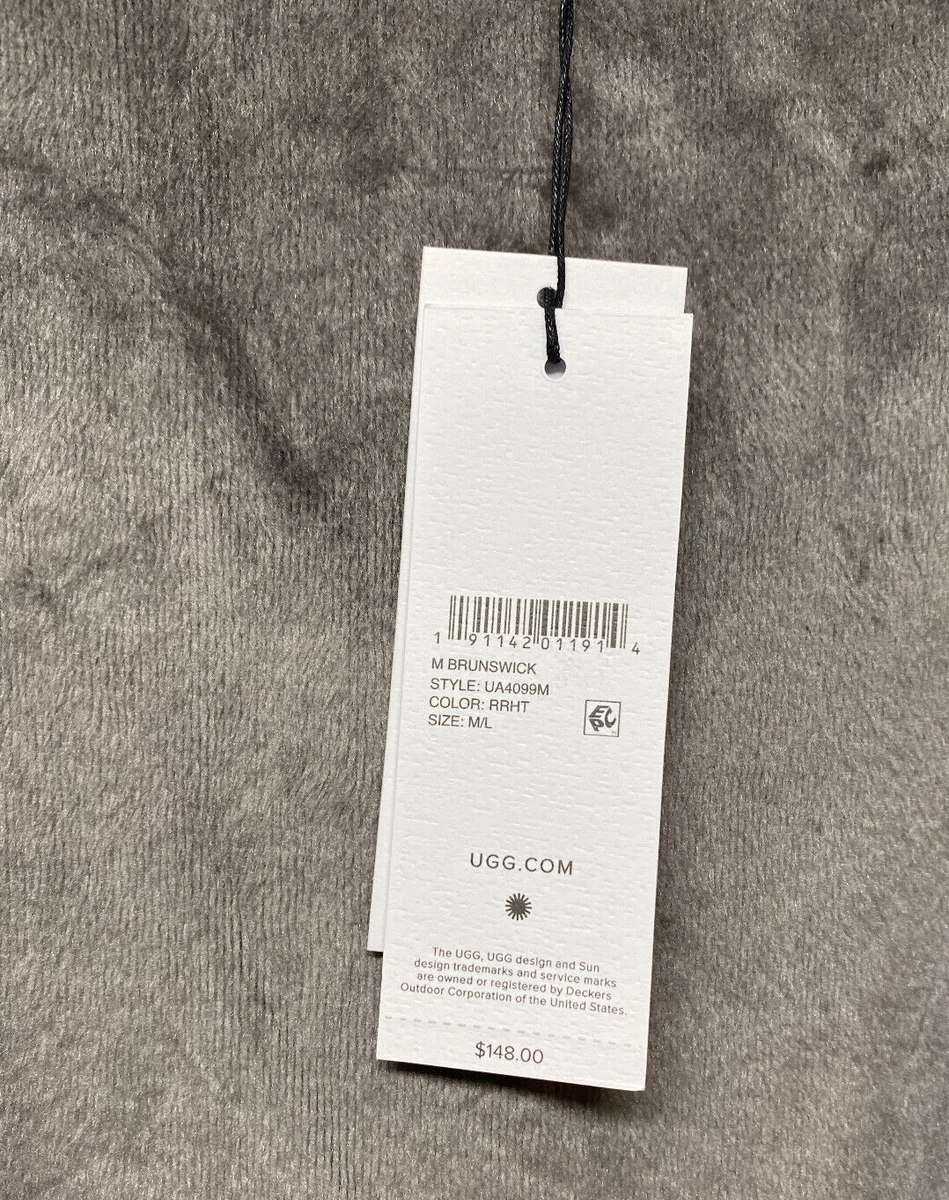 1 91142 01191 4
M BRUNSWICK
STYLE: UA4099M
COLOR: RRHT
SIZE: M/L
EPC
UGG.COM
The UGG, UGG design and Sun
design trademarks and service marks
are owned or registered by Deckers
Outdoor Corporation of the United States.
$148.00